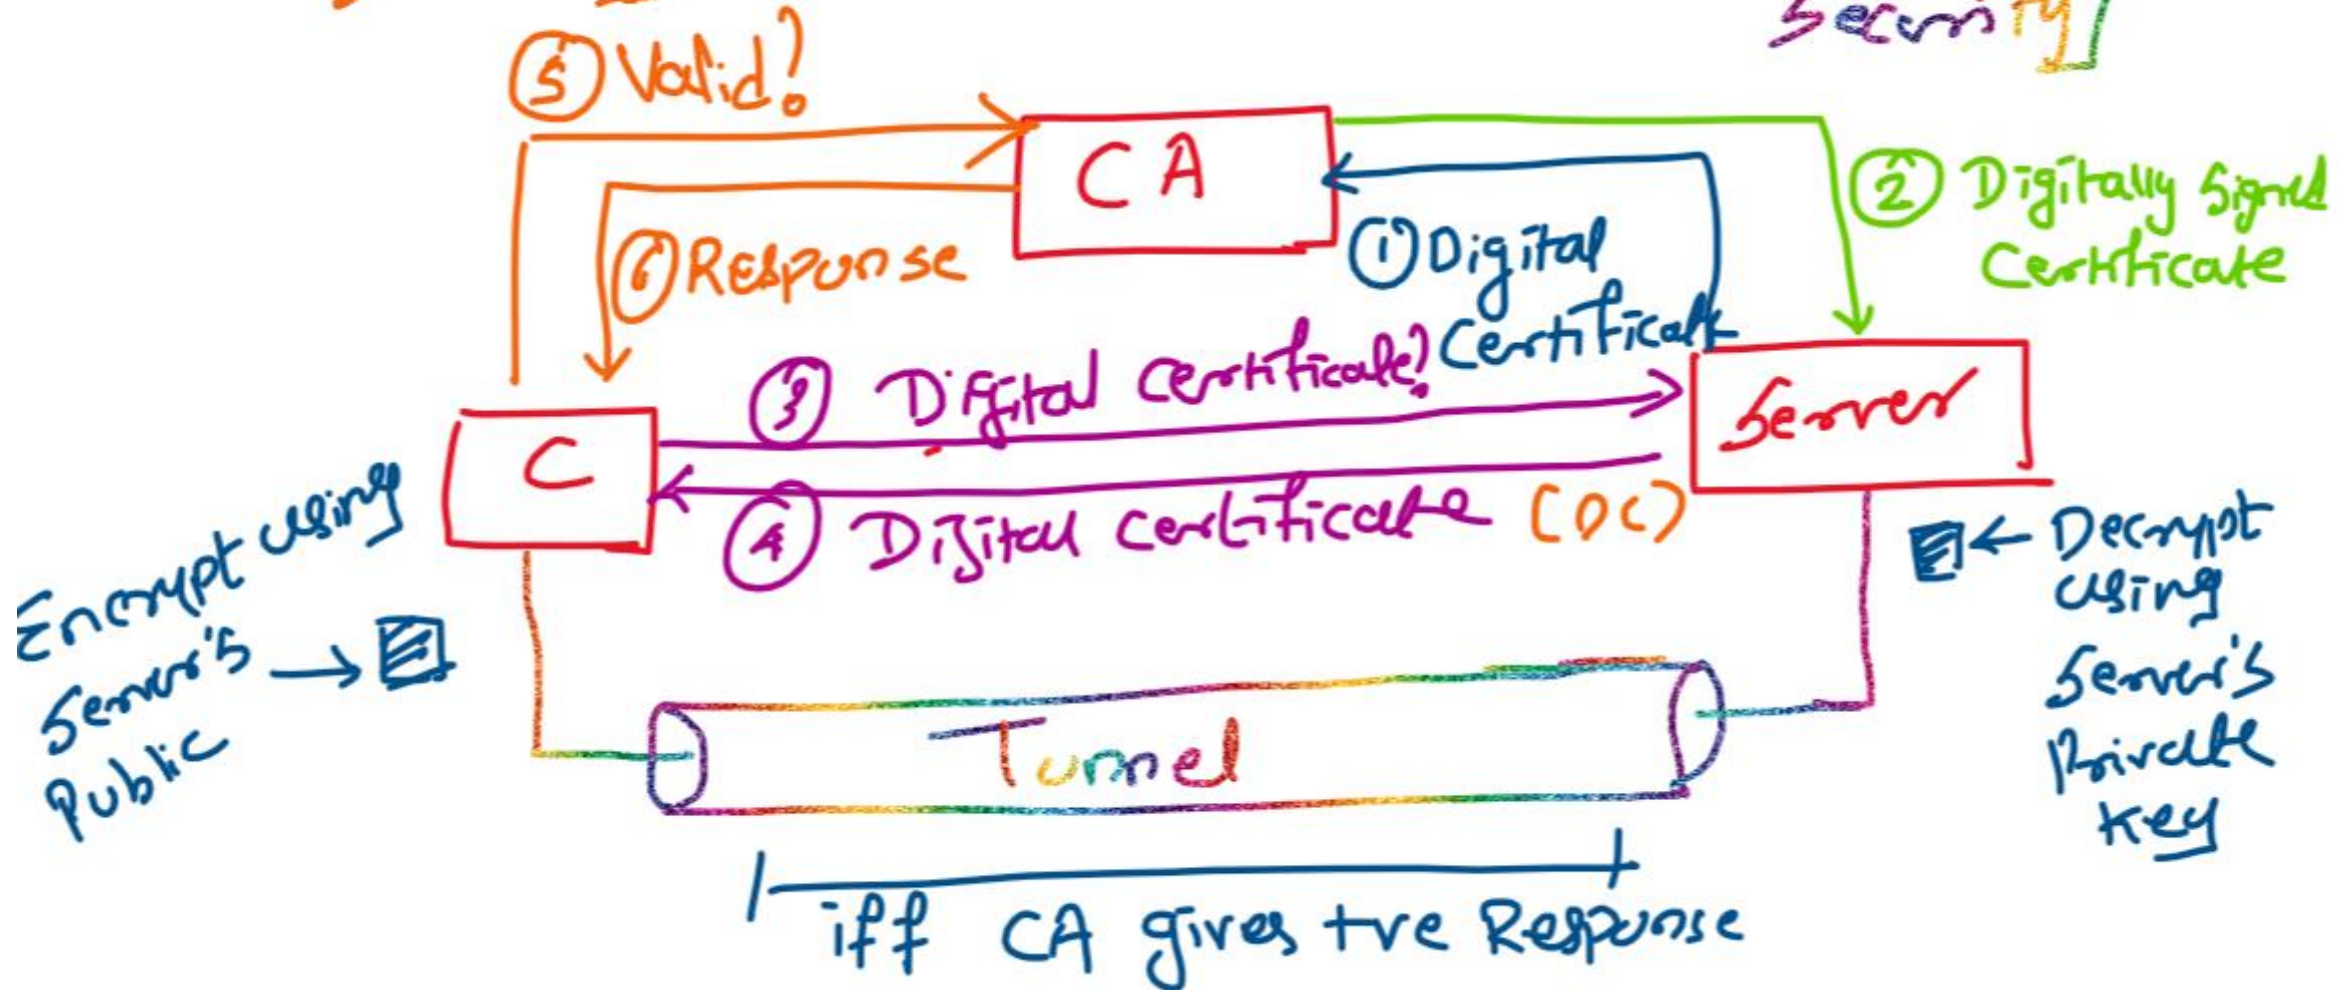 Security
⑤ Valid?
CA
② Digitally Signed
Certificate
① Digital
Certificate
⑥ Response
③ Digital Certificate?
Server
C
④ Digital Certificate (DC)
Encrypt using
Server's
Public
Decrypt
using
Server's
Private
Key
Tunnel
iff CA gives +ve Response